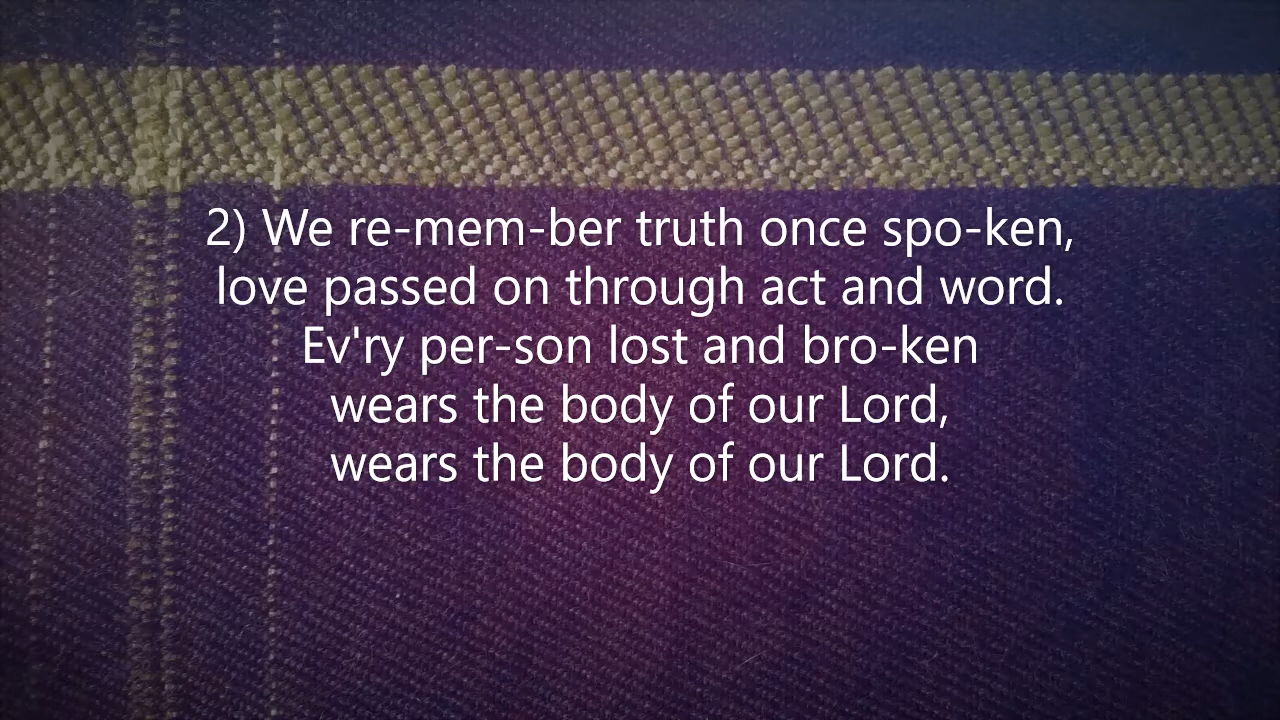 2) We re-mem-ber truth once spo-ken,
love passed on through act and word.
Ev'ry per-son lost and bro-ken
wears the body of our Lord,
wears the body of our Lord.